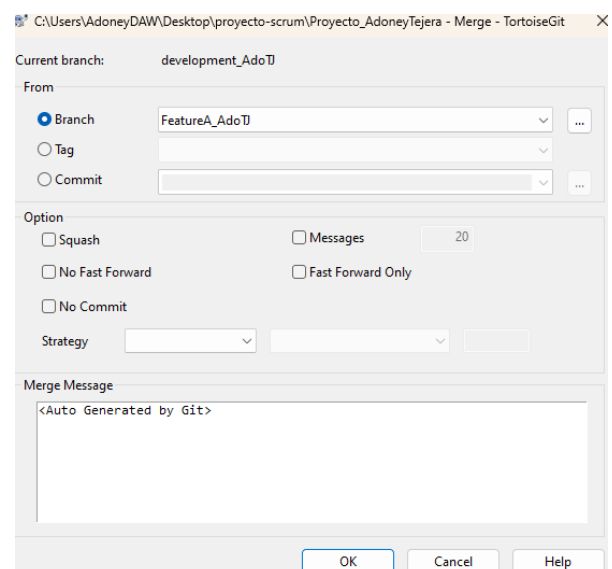 C:\Users\AdoneyDAW\Desktop\proyecto-scrum\Proyecto_AdoneyTejera - Merge - TortoiseGit
Current branch: development_AdoTJ
From
Branch FeatureA_AdoTJ ...
Tag
Commit ...
Option
Squash Messages 20
No Fast Forward Fast Forward Only
No Commit
Strategy
Merge Message
<Auto Generated by Git>
OK Cancel Help